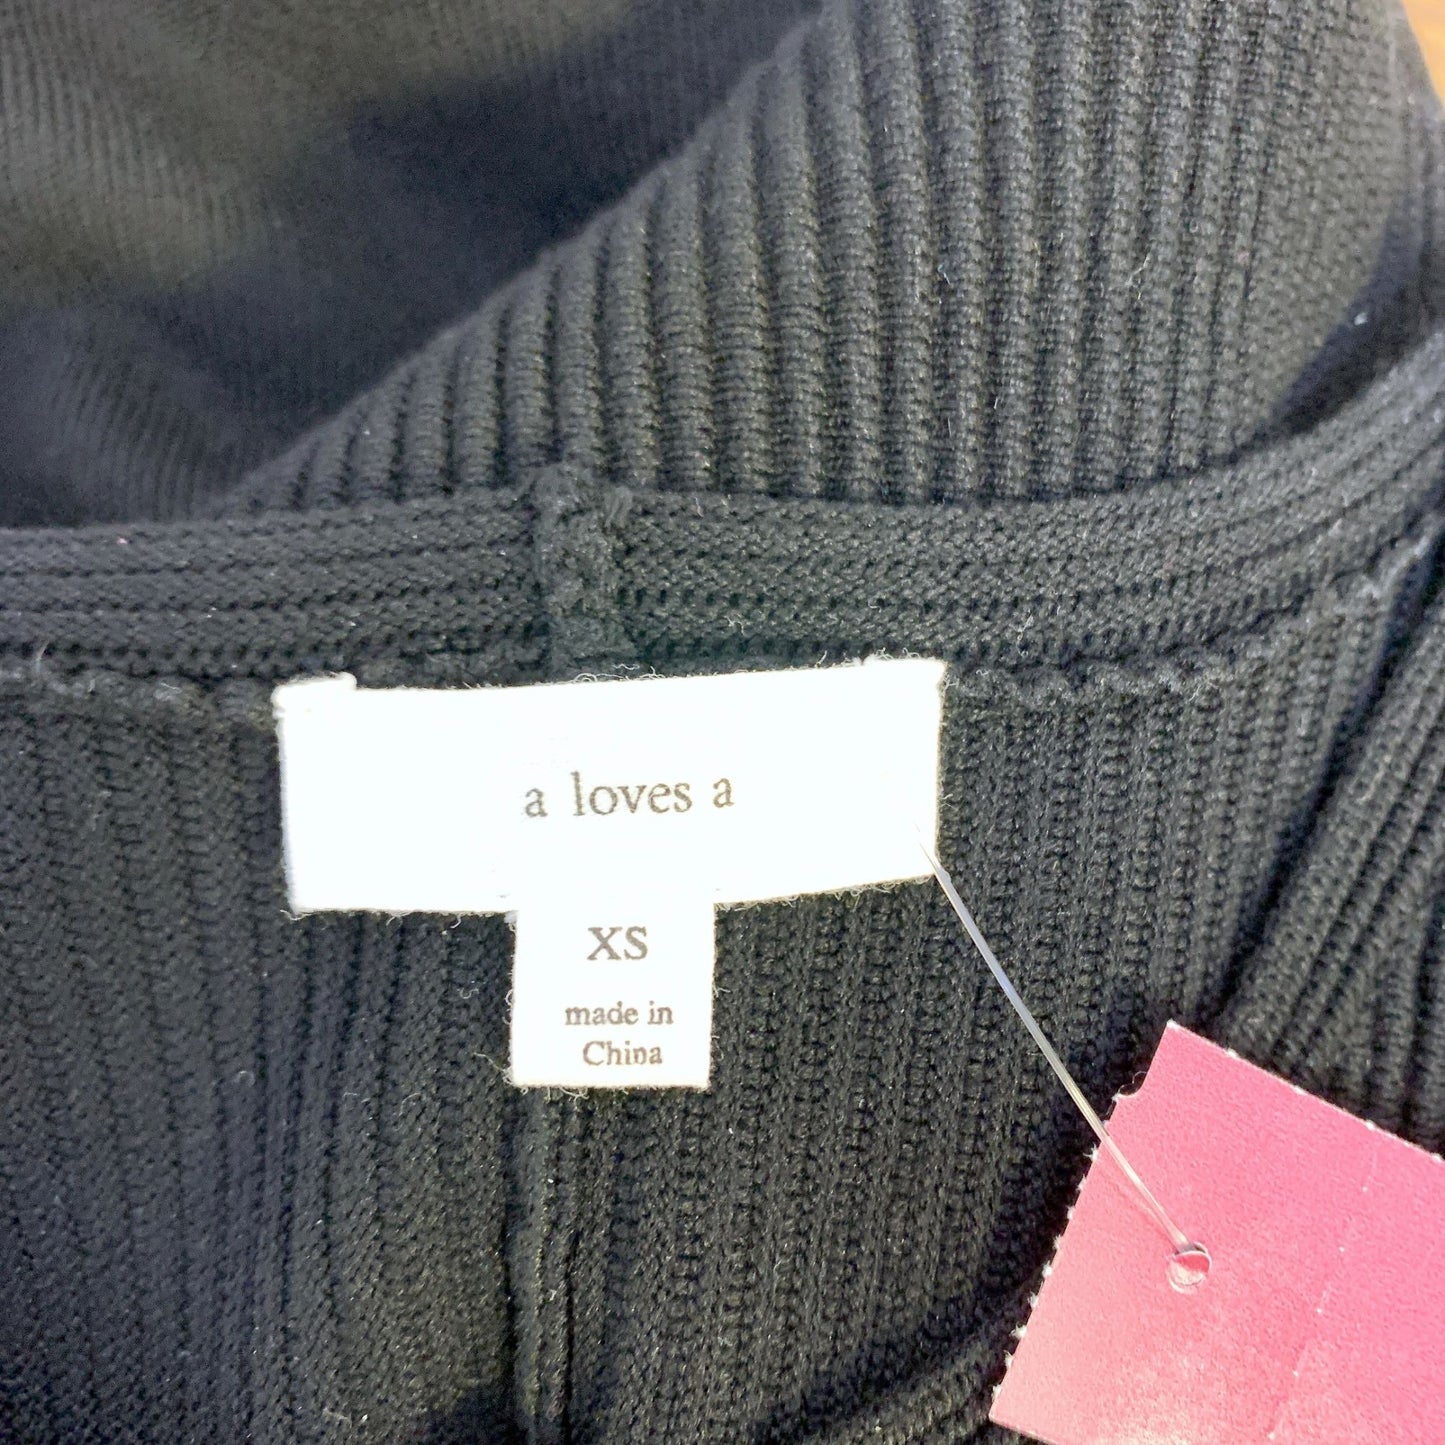 a loves a
XS
made in
China